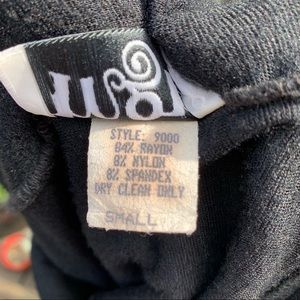 STYLE: 9000
84% RAYON
8% NYLON
8% SPANDEX
DRY CLEAN ONLY
SMALL